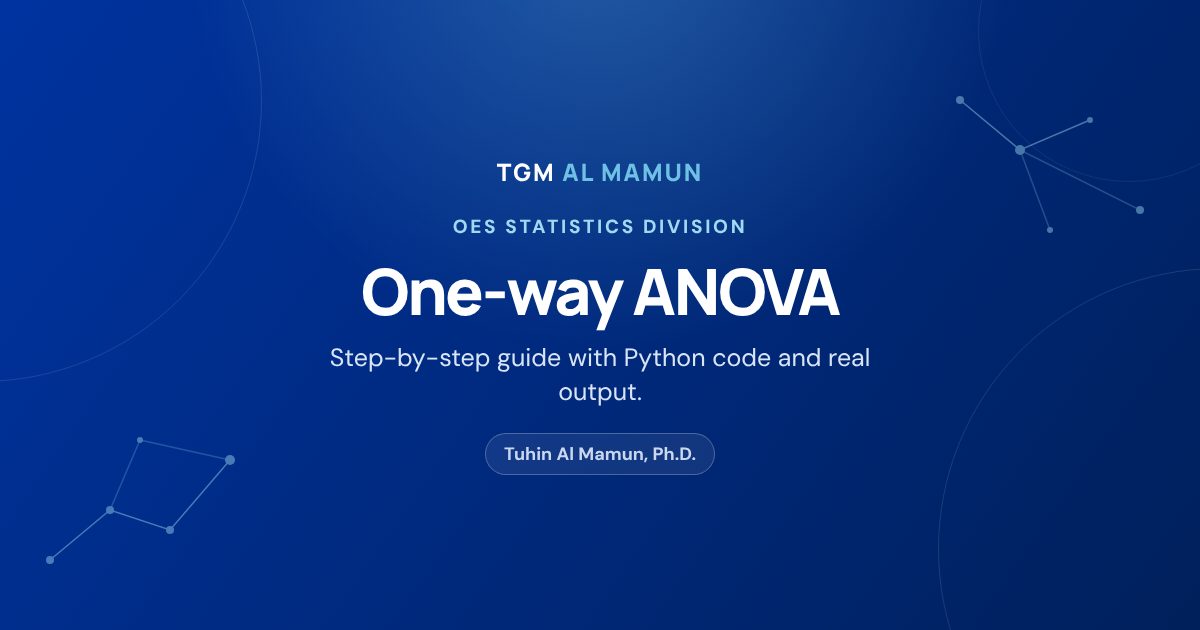 TGM AL MAMUN
OES STATISTICS DIVISION
One-way ANOVA
Step-by-step guide with Python code and real
output.
Tuhin Al Mamun, Ph.D.